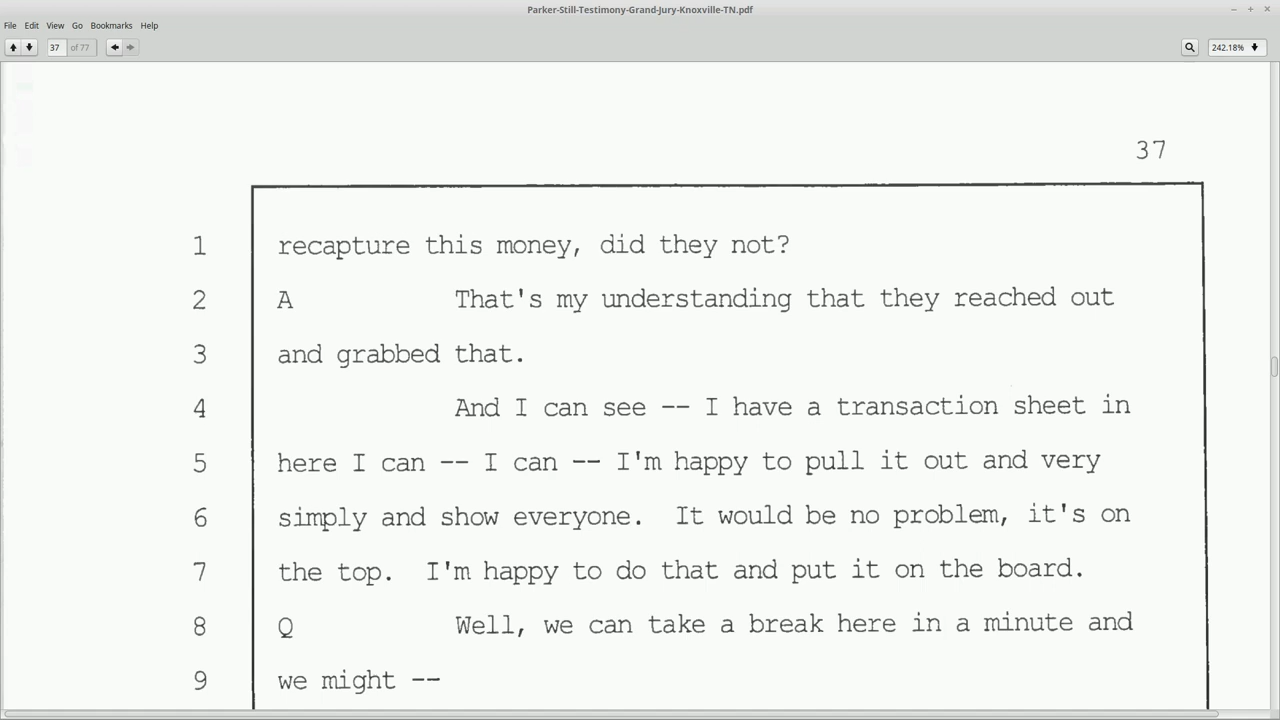 Parker-Still-Testimony-Grand-Jury-Knoxville-TN.pdf
File Edit View Go Bookmarks Help
37 of 77 242.18%
37
1 recapture this money, did they not?
2 A That's my understanding that they reached out
3 and grabbed that.
4 And I can see -- I have a transaction sheet in
5 here I can -- I can -- I'm happy to pull it out and very
6 simply and show everyone. It would be no problem, it's on
7 the top. I'm happy to do that and put it on the board.
8 Q Well, we can take a break here in a minute and
9 we might --